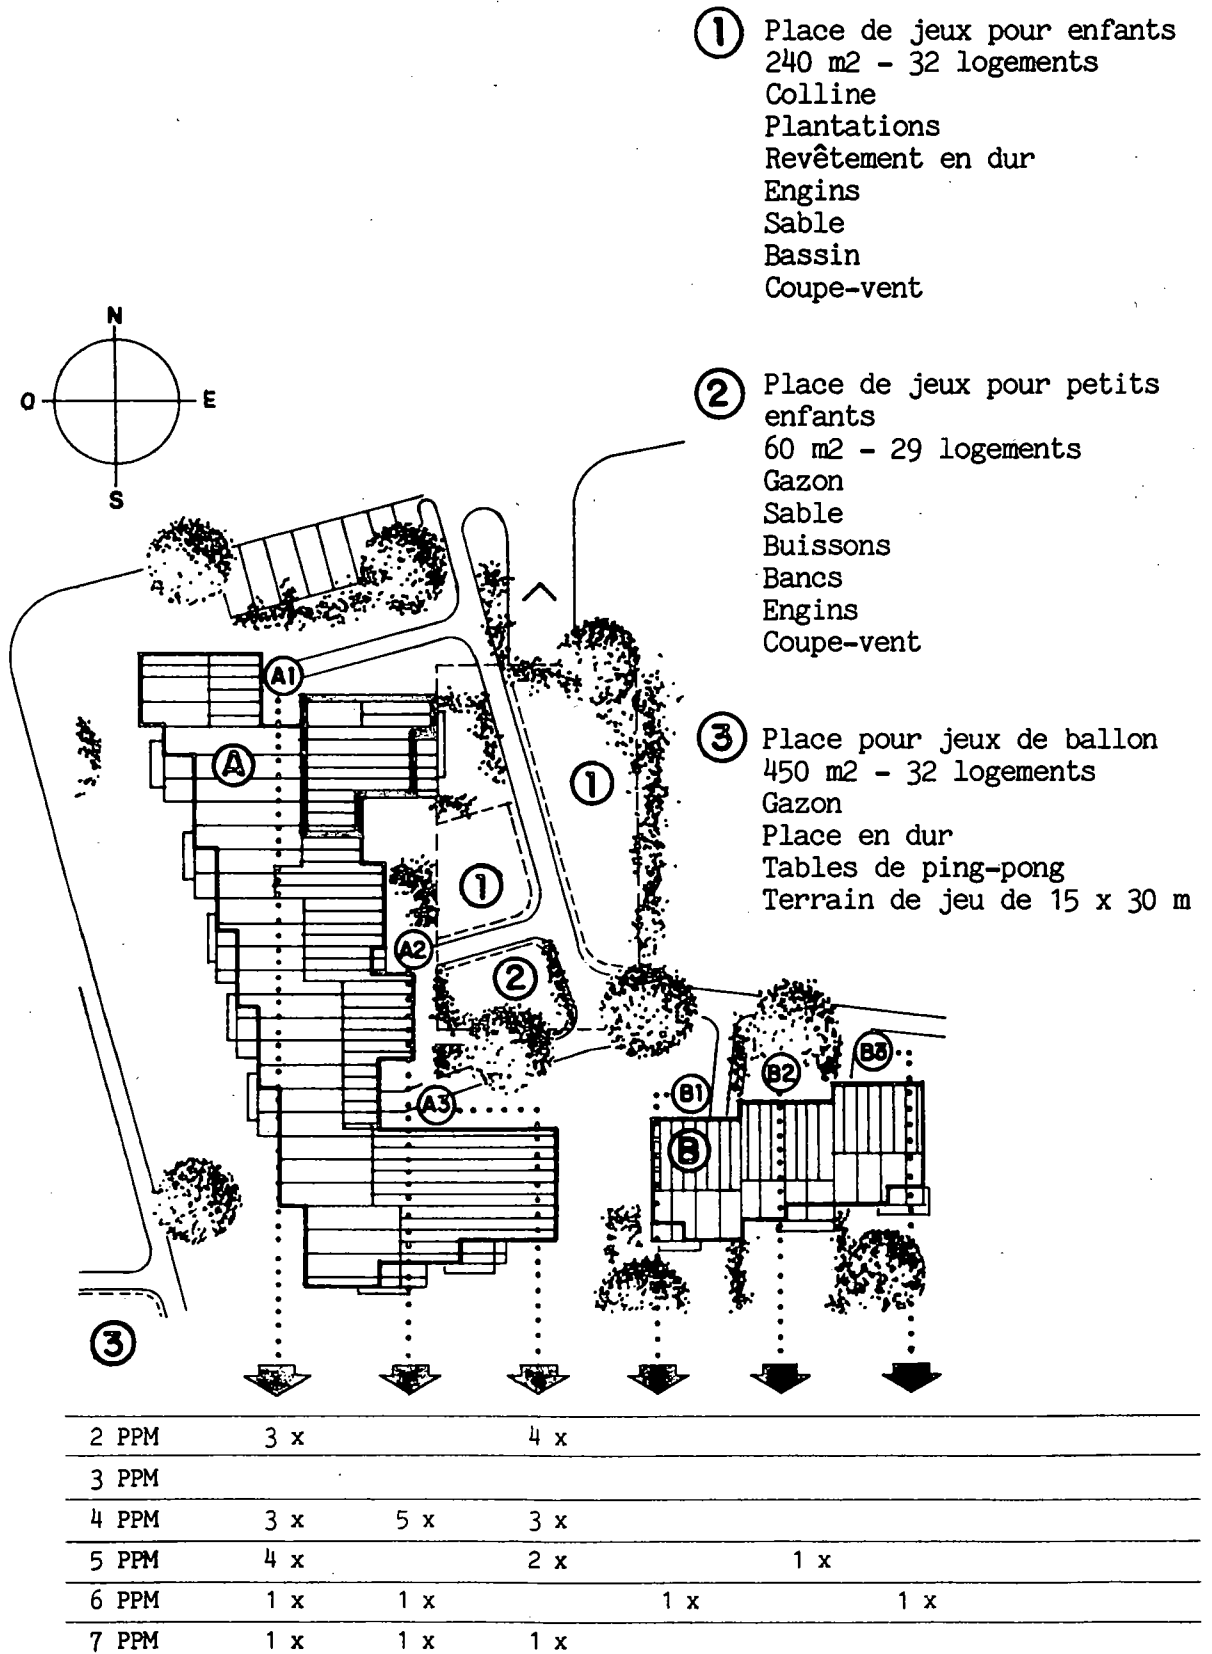 1 Place de jeux pour enfants
240 m2 - 32 logements
Colline
Plantations
Revêtement en dur
Engins
Sable
Bassin
Coupe-vent
N
O E
S
2 Place de jeux pour petits
enfants
60 m2 - 29 logements
Gazon
Sable
Buissons
Bancs
Engins
Coupe-vent
3 Place pour jeux de ballon
450 m2 - 32 logements
Gazon
Place en dur
Tables de ping-pong
Terrain de jeu de 15 x 30 m
A1
A
1
1
A2
2
B3
B2
B1
A3
B
3
2 PPM 3 x 4 x
3 PPM
4 PPM 3 x 5 x 3 x
5 PPM 4 x 2 x 1 x
6 PPM 1 x 1 x 1 x 1 x
7 PPM 1 x 1 x 1 x